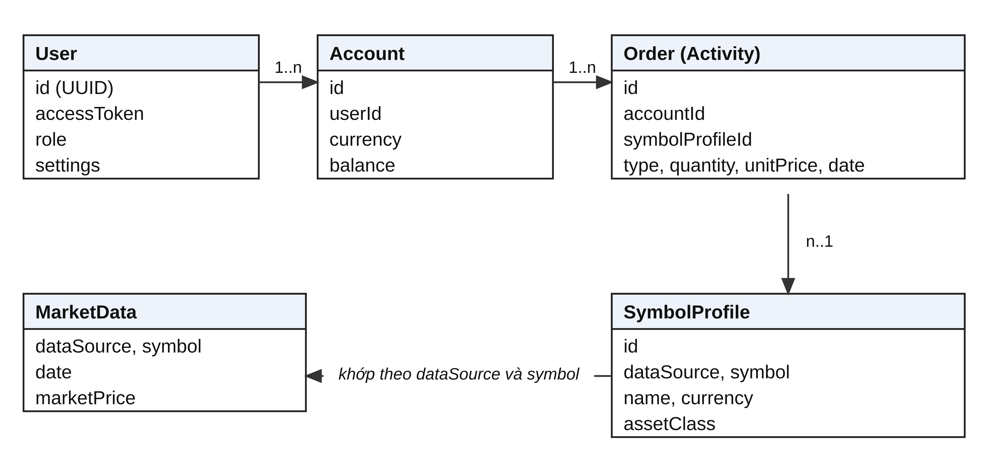 User
id (UUID)
accessToken
role
settings
1..n
Account
id
userId
currency
balance
1..n
Order (Activity)
id
accountId
symbolProfileId
type, quantity, unitPrice, date
n..1
MarketData
dataSource, symbol
date
marketPrice
khớp theo dataSource và symbol
SymbolProfile
id
dataSource, symbol
name, currency
assetClass